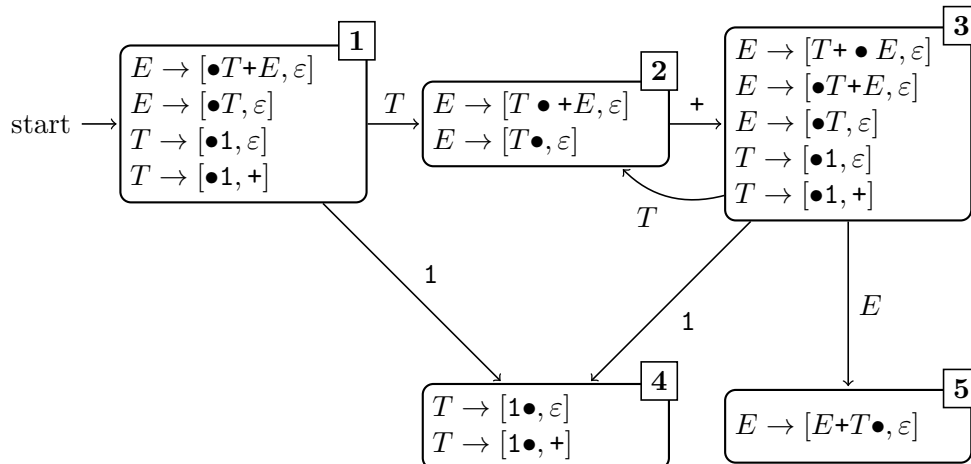 start
1
E → [●T+E, ε]
E → [●T, ε]
T → [●1, ε]
T → [●1, +]
T
2
E → [T ● +E, ε]
E → [T●, ε]
+
3
E → [T+ ● E, ε]
E → [●T+E, ε]
E → [●T, ε]
T → [●1, ε]
T → [●1, +]
T
1
1
E
4
T → [1●, ε]
T → [1●, +]
5
E → [E+T●, ε]